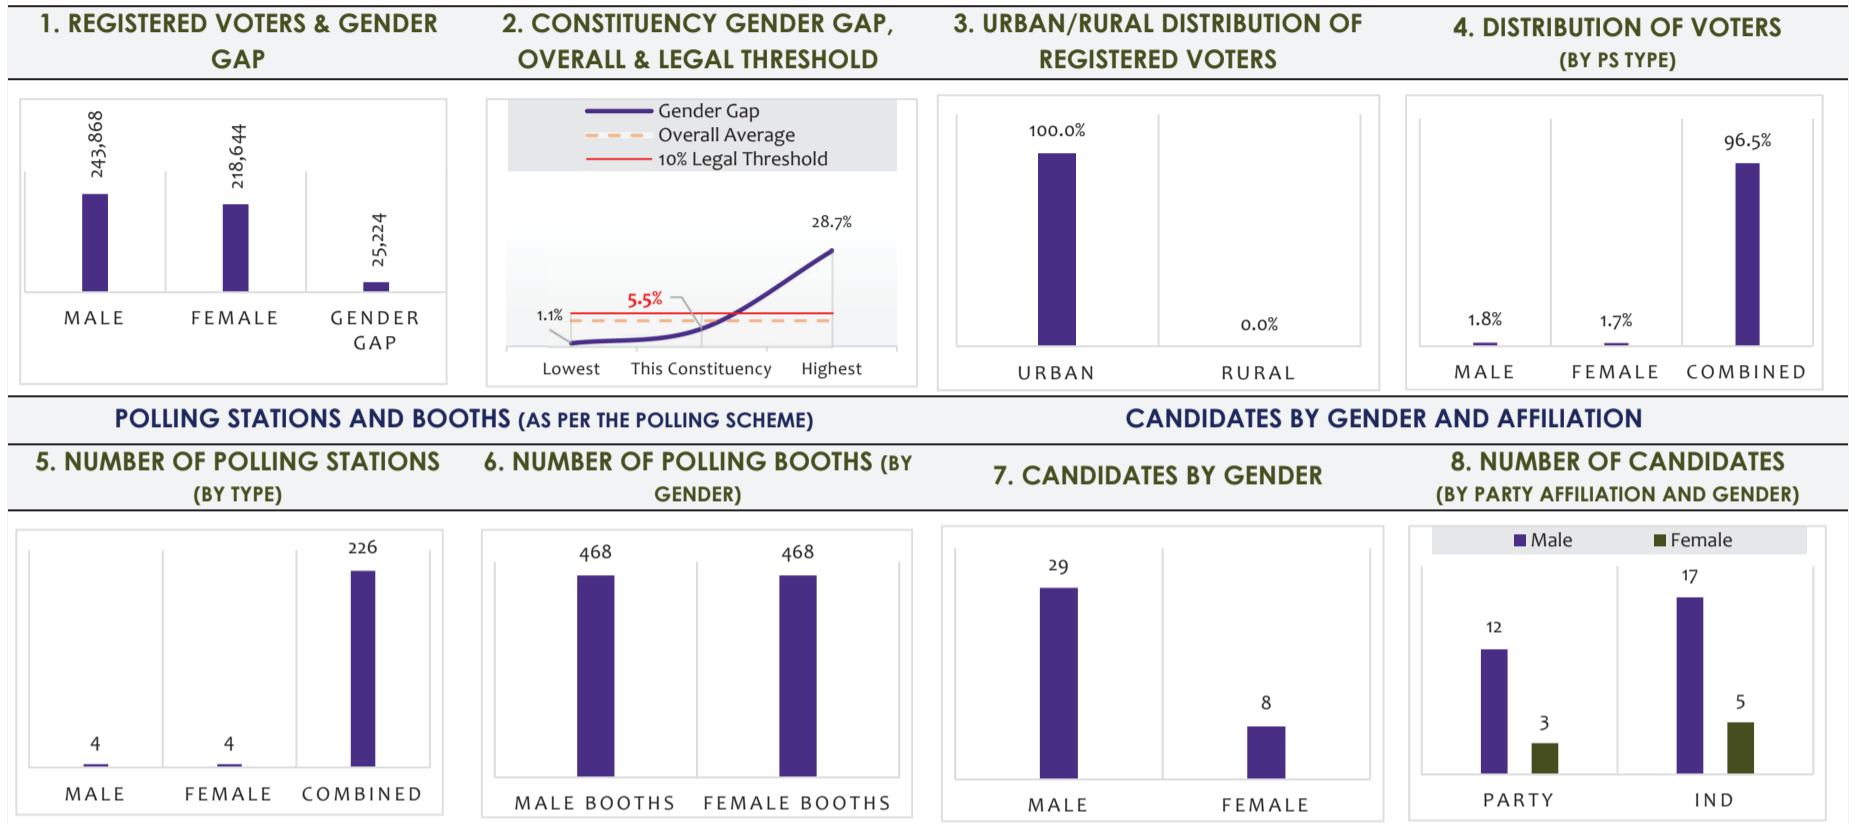 1. REGISTERED VOTERS & GENDER
GAP
2. CONSTITUENCY GENDER GAP,
OVERALL & LEGAL THRESHOLD
3. URBAN/RURAL DISTRIBUTION OF
REGISTERED VOTERS
4. DISTRIBUTION OF VOTERS
(BY PS TYPE)
243,868
218,644
25,224
MALE
FEMALE
GENDER
GAP
Gender Gap
Overall Average
10% Legal Threshold
28.7%
5.5%
1.1%
Lowest
This Constituency
Highest
100.0%
0.0%
URBAN
RURAL
96.5%
1.8%
1.7%
MALE
FEMALE
COMBINED
POLLING STATIONS AND BOOTHS (AS PER THE POLLING SCHEME)
CANDIDATES BY GENDER AND AFFILIATION
5. NUMBER OF POLLING STATIONS
(BY TYPE)
6. NUMBER OF POLLING BOOTHS (BY
GENDER)
7. CANDIDATES BY GENDER
8. NUMBER OF CANDIDATES
(BY PARTY AFFILIATION AND GENDER)
226
4
4
MALE
FEMALE
COMBINED
468
468
MALE BOOTHS
FEMALE BOOTHS
29
8
MALE
FEMALE
Male
Female
17
12
5
3
PARTY
IND